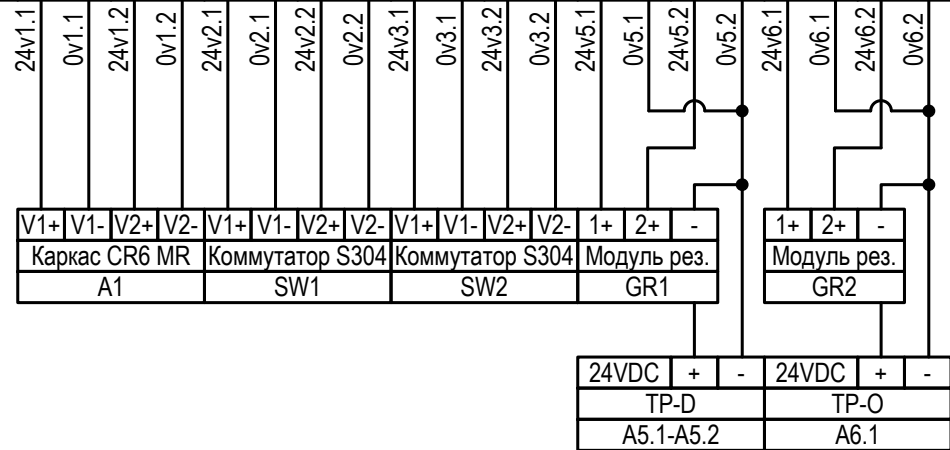 24v1.1 0v1.1 24v1.2 0v1.2 24v2.1 0v2.1 24v2.2 0v2.2 24v3.1 0v3.1 24v3.2 0v3.2 24v5.1 0v5.1 24v5.2 0v5.2 24v6.1 0v6.1 24v6.2 0v6.2
V1+ V1- V2+ V2- V1+ V1- V2+ V2- V1+ V1- V2+ V2- 1+ 2+ - 1+ 2+ -
Каркас CR6 MR Коммутатор S304 Коммутатор S304 Модуль рез. Модуль рез.
A1 SW1 SW2 GR1 GR2
24VDC + - 24VDC + -
TP-D TP-O
A5.1-A5.2 A6.1